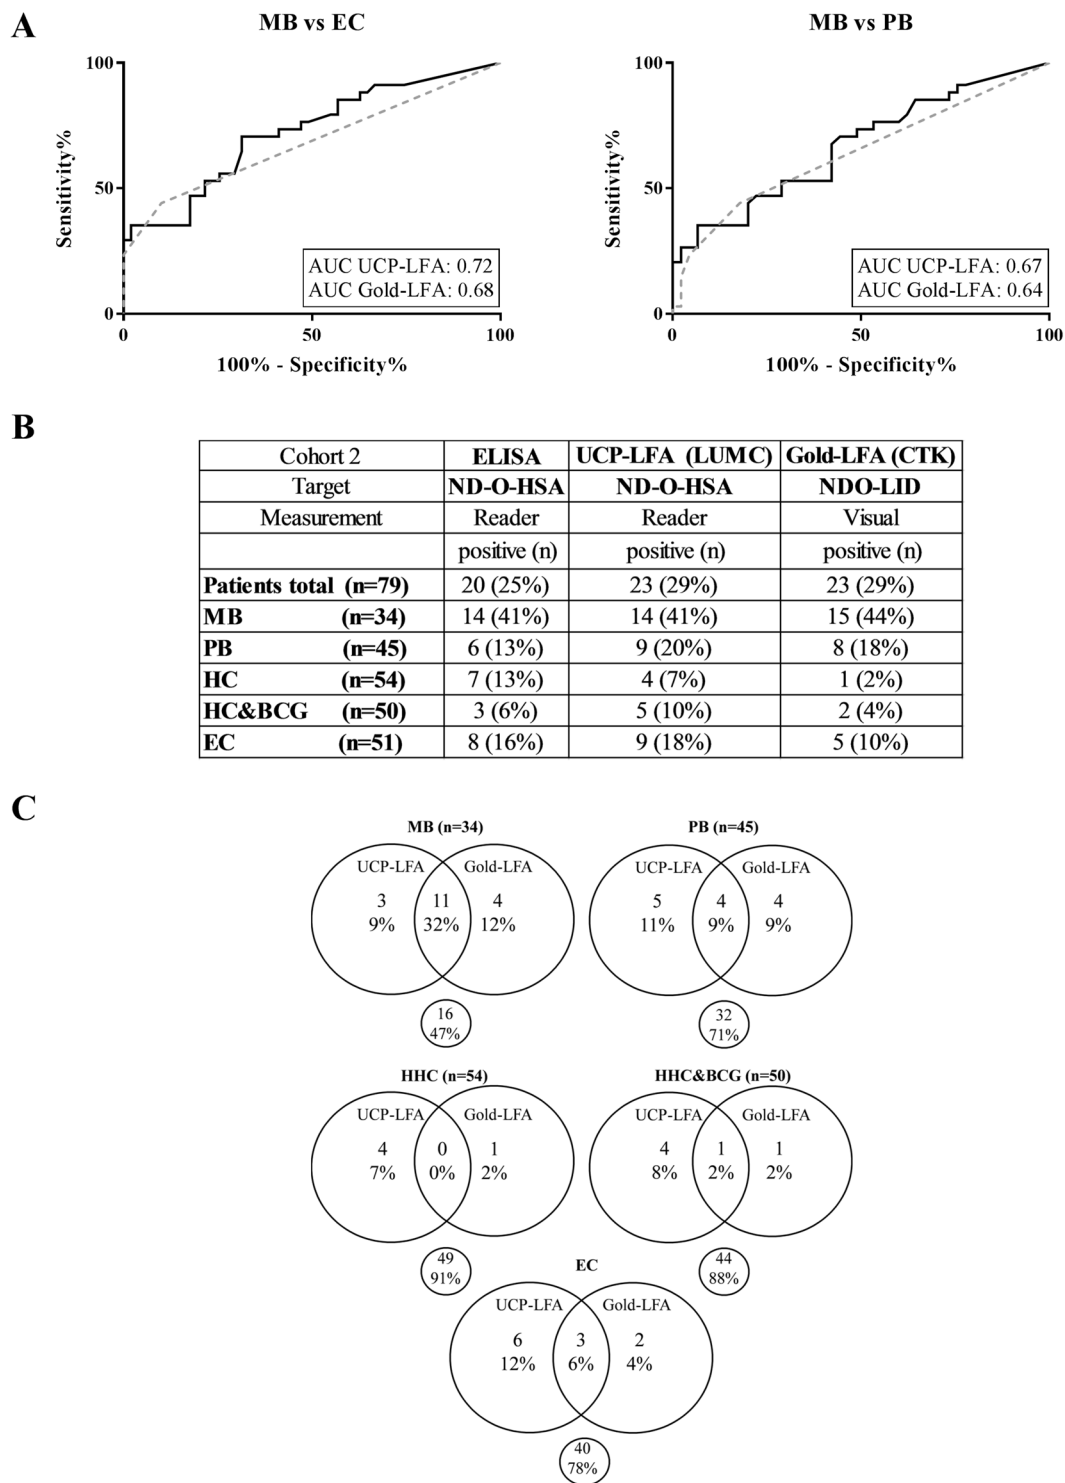 A
MB vs EC
MB vs PB
100
50
0
Sensitivity%
AUC UCP-LFA: 0.72
AUC Gold-LFA: 0.68
0
50
100
100% - Specificity%
100
50
0
Sensitivity%
AUC UCP-LFA: 0.67
AUC Gold-LFA: 0.64
0
50
100
100% - Specificity%
B
Cohort 2 ELISA UCP-LFA (LUMC) Gold-LFA (CTK)
Target ND-O-HSA ND-O-HSA NDO-LID
Measurement Reader Reader Visual
positive (n) positive (n) positive (n)
Patients total (n=79) 20 (25%) 23 (29%) 23 (29%)
MB (n=34) 14 (41%) 14 (41%) 15 (44%)
PB (n=45) 6 (13%) 9 (20%) 8 (18%)
HC (n=54) 7 (13%) 4 (7%) 1 (2%)
HC&BCG (n=50) 3 (6%) 5 (10%) 2 (4%)
EC (n=51) 8 (16%) 9 (18%) 5 (10%)
C
MB (n=34)
UCP-LFA Gold-LFA
3 11 4
9% 32% 12%
16
47%
PB (n=45)
UCP-LFA Gold-LFA
5 4 4
11% 9% 9%
32
71%
HHC (n=54)
UCP-LFA Gold-LFA
4 0 1
7% 0% 2%
49
91%
HHC&BCG (n=50)
UCP-LFA Gold-LFA
4 1 1
8% 2% 2%
44
88%
EC
UCP-LFA Gold-LFA
6 3 2
12% 6% 4%
40
78%